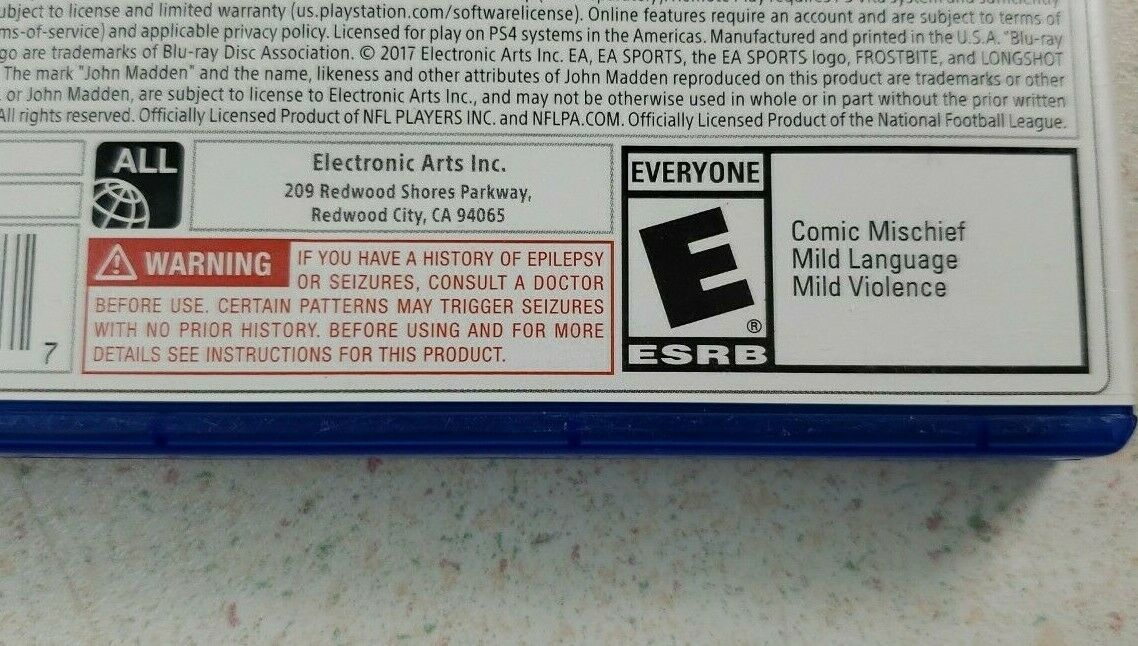 subject to license and limited warranty (us.playstation.com/softwarelicense). Online features require an account and are subject to terms of
ms-of-service) and applicable privacy policy. Licensed for play on PS4 systems in the Americas. Manufactured and printed in the U.S.A. "Blu-ray
go are trademarks of Blu-ray Disc Association. © 2017 Electronic Arts Inc. EA, EA SPORTS, the EA SPORTS logo, FROSTBITE, and LONGSHOT
The mark "John Madden" and the name, likeness and other attributes of John Madden reproduced on this product are trademarks or other
or John Madden, are subject to license to Electronic Arts Inc., and may not be otherwise used in whole or in part without the prior written
All rights reserved. Officially Licensed Product of NFL PLAYERS INC. and NFLPA.COM. Officially Licensed Product of the National Football League.
ALL
Electronic Arts Inc.
209 Redwood Shores Parkway,
Redwood City, CA 94065
7
WARNING IF YOU HAVE A HISTORY OF EPILEPSY
OR SEIZURES, CONSULT A DOCTOR
BEFORE USE. CERTAIN PATTERNS MAY TRIGGER SEIZURES
WITH NO PRIOR HISTORY. BEFORE USING AND FOR MORE
DETAILS SEE INSTRUCTIONS FOR THIS PRODUCT.
EVERYONE
E
®
ESRB
Comic Mischief
Mild Language
Mild Violence